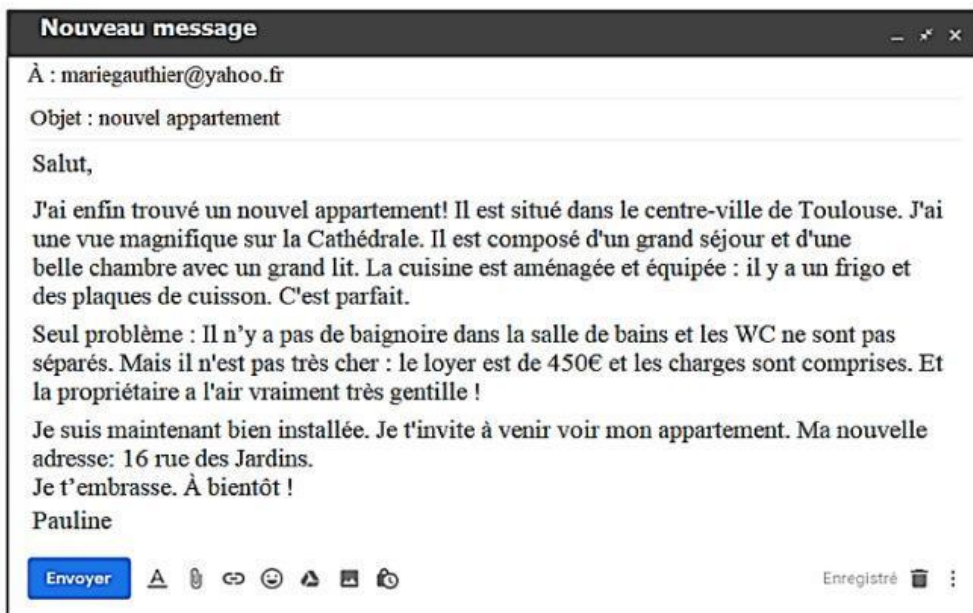 Nouveau message
À : mariegauthier@yahoo.fr
Objet : nouvel appartement
Salut,
J'ai enfin trouvé un nouvel appartement! Il est situé dans le centre-ville de Toulouse. J'ai
une vue magnifique sur la Cathédrale. Il est composé d'un grand séjour et d'une
belle chambre avec un grand lit. La cuisine est aménagée et équipée : il y a un frigo et
des plaques de cuisson. C'est parfait.
Seul problème : Il n’y a pas de baignoire dans la salle de bains et les WC ne sont pas
séparés. Mais il n'est pas très cher : le loyer est de 450€ et les charges sont comprises. Et
la propriétaire a l'air vraiment très gentille !
Je suis maintenant bien installée. Je t'invite à venir voir mon appartement. Ma nouvelle
adresse: 16 rue des Jardins.
Je t’embrasse. À bientôt !
Pauline
Envoyer A Enregistré